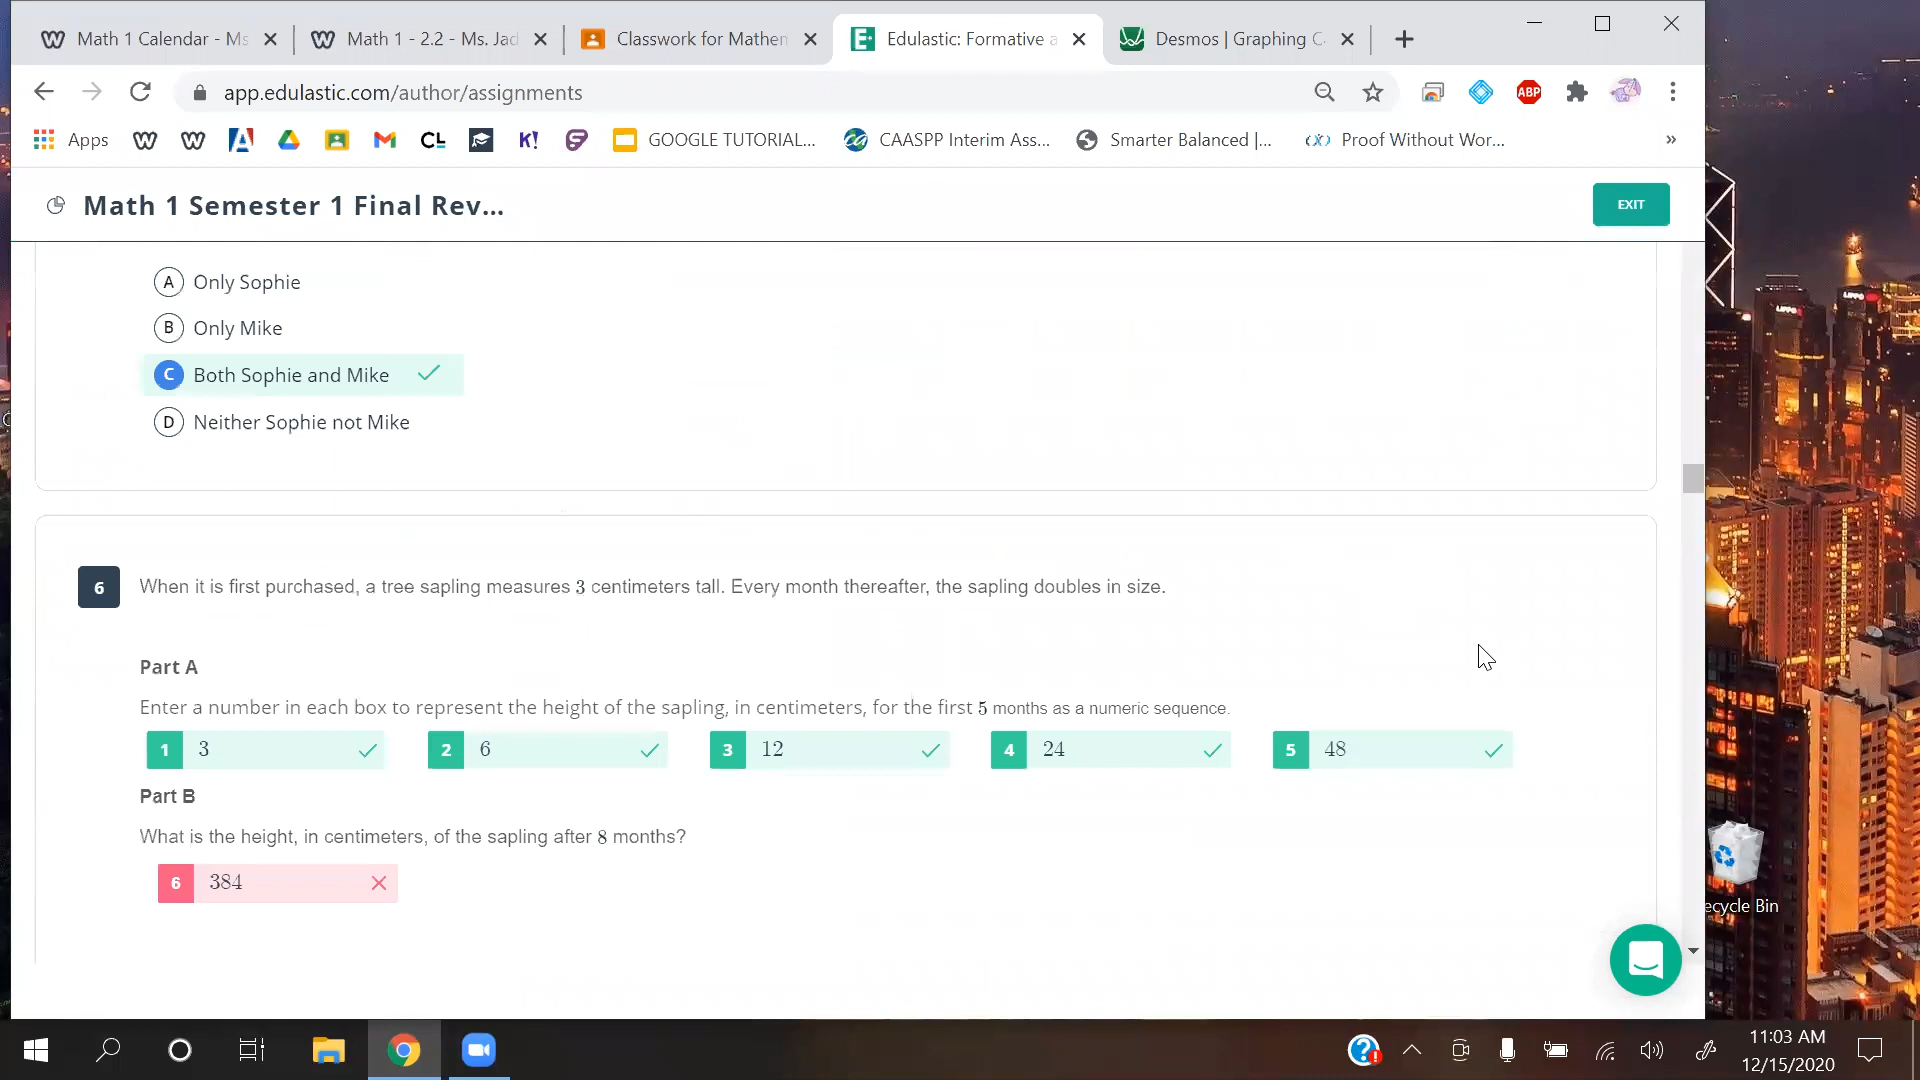 Math 1 Calendar - Ms
Math 1 - 2.2 - Ms. Jad
Classwork for Mathen
Edulastic: Formative a
Desmos | Graphing C
app.edulastic.com/author/assignments
ABP
Apps
CL
K!
GOOGLE TUTORIAL...
CAASPP Interim Ass...
Smarter Balanced |...
Proof Without Wor...
»
Math 1 Semester 1 Final Rev...
EXIT
A Only Sophie
B Only Mike
C Both Sophie and Mike
D Neither Sophie not Mike
6 When it is first purchased, a tree sapling measures 3 centimeters tall. Every month thereafter, the sapling doubles in size.
Part A
Enter a number in each box to represent the height of the sapling, in centimeters, for the first 5 months as a numeric sequence.
1 3 2 6 3 12 4 24 5 48
Part B
What is the height, in centimeters, of the sapling after 8 months?
6 384
LIPPO
LIPPO
ecycle Bin
11:03 AM
12/15/2020